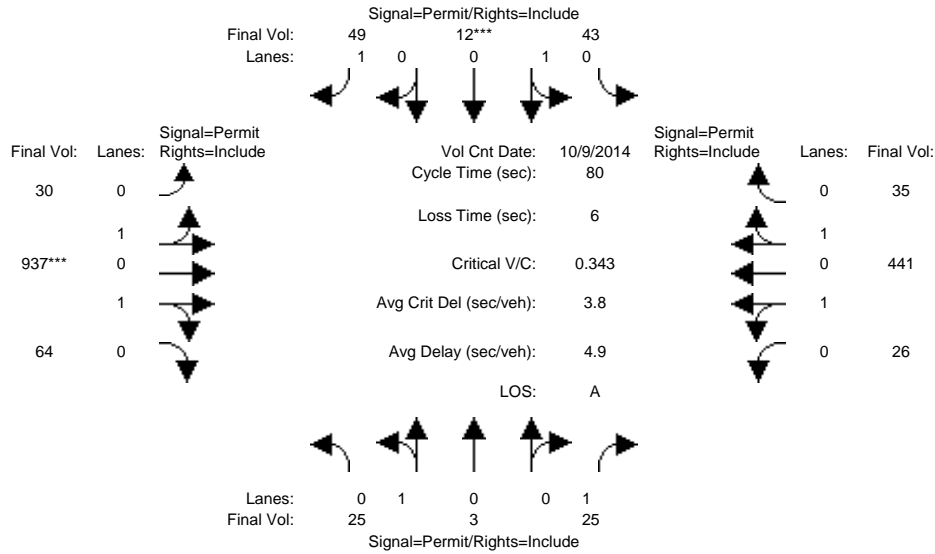 Signal=Permit/Rights=Include
Final Vol: 49 12*** 43
Lanes: 1 0 0 1 0
Signal=Permit Signal=Permit
Final Vol: Lanes: Rights=Include Vol Cnt Date: 10/9/2014 Rights=Include Lanes: Final Vol:
Cycle Time (sec): 80
30 0 0 35
Loss Time (sec): 6
1 1
937*** 0 Critical V/C: 0.343 0 441
1 Avg Crit Del (sec/veh): 3.8 1
64 0 Avg Delay (sec/veh): 4.9 0 26
LOS: A
Lanes: 0 1 0 0 1
Final Vol: 25 3 25
Signal=Permit/Rights=Include